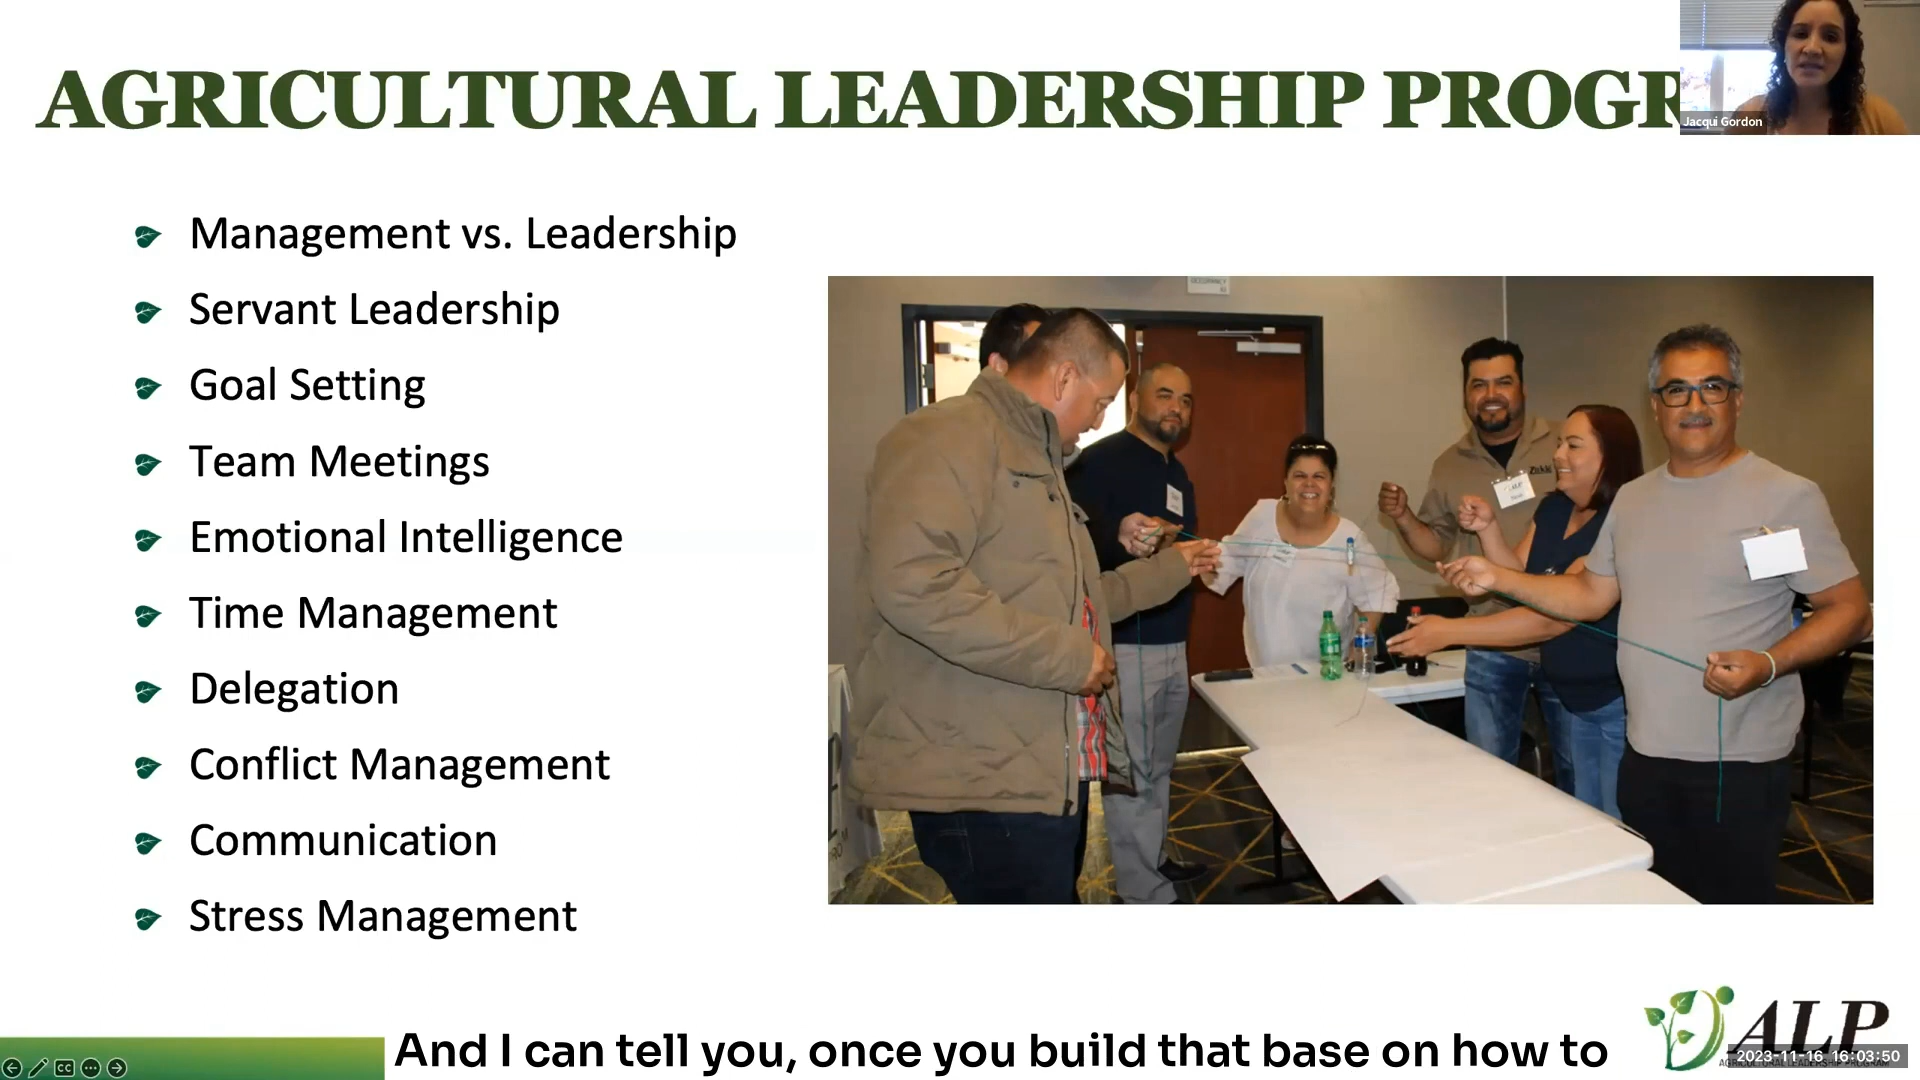 AGRICULTURAL LEADERSHIP PROGR
Jacqui Gordon
Management vs. Leadership
Servant Leadership
Goal Setting
Team Meetings
Emotional Intelligence
Time Management
Delegation
Conflict Management
Communication
Stress Management
ALP
And I can tell you, once you build that base on how to
CC
ALP
2023-11-16 16:03:50